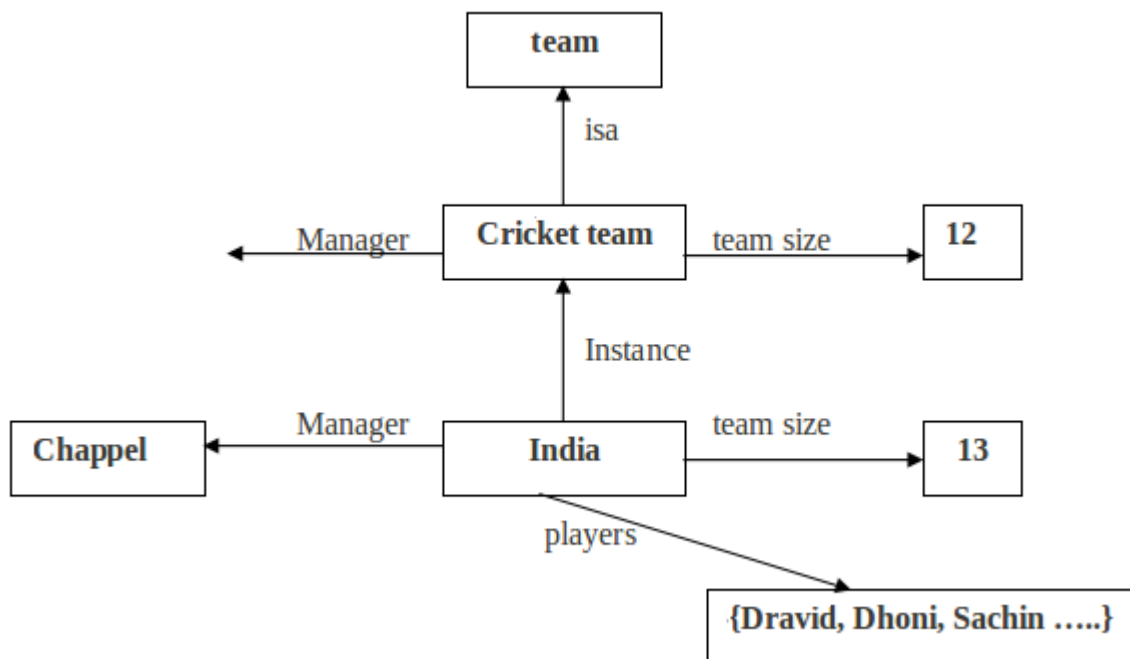 team
isa
Manager
Cricket team
team size
12
Instance
Chappel
Manager
India
team size
13
players
{Dravid, Dhoni, Sachin …..}